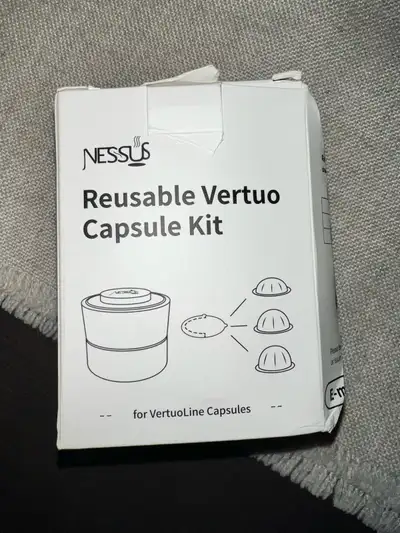 NESSUS
Reusable Vertuo
Capsule Kit
-- for VertuoLine Capsules --
E-m